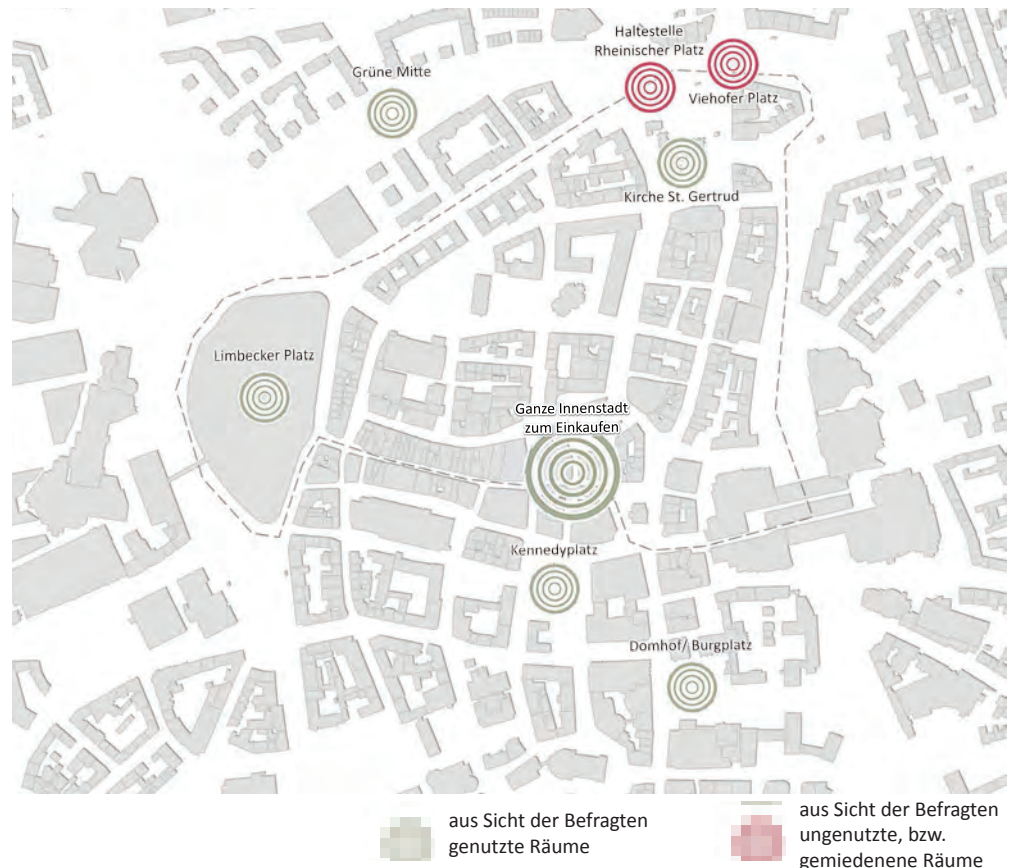 Haltestelle
Rheinischer Platz
Grüne Mitte
Viehofer Platz
Kirche St. Gertrud
Limbecker Platz
Ganze Innenstadt
zum Einkaufen
Kennedyplatz
Domhof/ Burgplatz
aus Sicht der Befragten
genutzte Räume
aus Sicht der Befragten
ungenutzte, bzw.
gemiedenene Räume